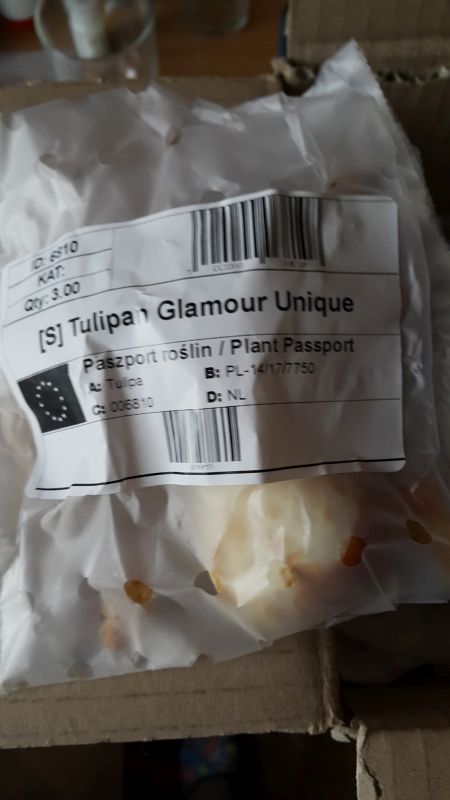 ID: 6810
KAT:
Qty: 3.00
[S] Tulipan Glamour Unique
Paszport roślin / Plant Passport
A: Tulipa B: PL-14/17/7750
C: 006810 D: NL